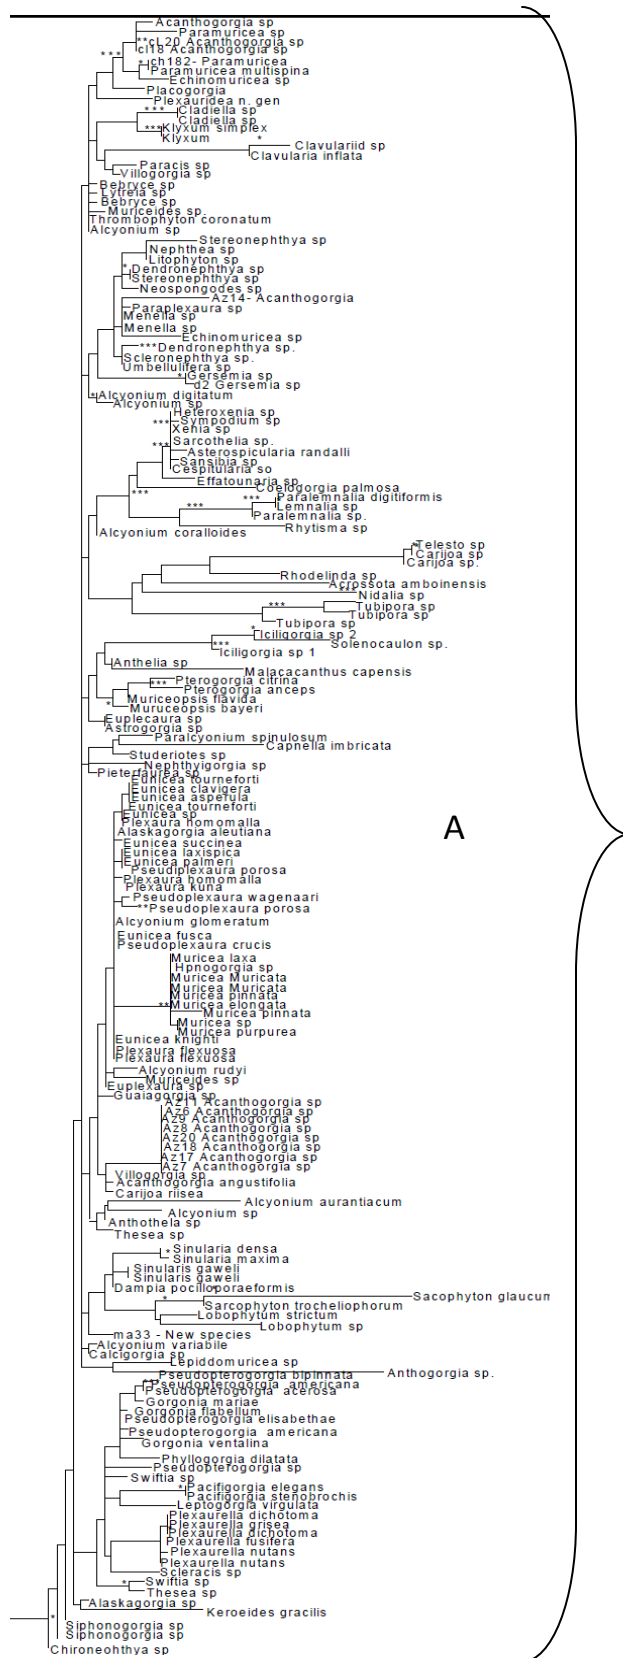 Acanthogorgia sp
Paramuricea sp
**cL20 Acanthogorgia sp
cl18 Acanthogorgia sp
***
* ch182- Paramuricea
Paramuricea multispina
Echinomuricea sp
Placogorgia
Plexauridea n. gen
*** Cladiella sp
Cladiella sp
***Klyxum simplex
Klyxum
*
Clavulariid sp
Clavularia inflata
Paracis sp
Villogorgia sp
Bebryce sp
Lytreia sp
Bebryce sp
Muriceides sp.
Thrombophyton coronatum
Alcyonium sp
Stereonephthya sp
Nephthea sp
Litophyton sp
* Dendronephthya sp
Stereonephthya sp
Neospongodes sp
Az14- Acanthogorgia
Paraplexaura sp
Menella sp
Menella sp
Echinomuricea sp
***Dendronephthya sp.
Scleronephthya sp.
Umbellulifera sp
* Gersemia sp
d2 Gersemia sp
* Alcyonium digitatum
Alcyonium sp
Heteroxenia sp
*** Sympodium sp
Xenia sp
Sarcothelia sp.
***
Asterospicularia randalli
Sansibia sp
Cespitularia so
Effatounaria sp
Coelogorgia palmosa
***
*** Paralemnalia digitiformis
*** Lemnalia sp
Paralemnalia sp.
Rhytisma sp
Alcyonium coralloides
*Telesto sp
Carijoa sp
Carijoa sp.
Rhodelinda sp
Acrossota amboinensis
***
Nidalia sp
*** Tubipora sp
Tubipora sp
Tubipora sp
* Iciligorgia sp 2
Solenocaulon sp.
***
Iciligorgia sp 1
Anthelia sp
Malacacanthus capensis
Pterogorgia citrina
***
Pterogorgia anceps
Muriceopsis flavida
* Muruceopsis bayeri
Euplecaura sp
Astrogorgia sp
Paralcyonium spinulosum
Capnella imbricata
Studeriotes sp
Nephthyigorgia sp
Pieterfaurea sp
Eunicea tourneforti
Eunicea clavigera
Eunicea asperula
Eunicea tourneforti
Eunicea sp
Plexaura homomalla
Alaskagorgia aleutiana
Eunicea succinea
Eunicea laxispica
Eunicea palmeri
Pseudiplexaura porosa
Plexaura homomalla
Plexaura kuna
Pseudoplexaura wagenaari
**Pseudoplexaura porosa
A
Alcyonium glomeratum
Eunicea fusca
Pseudoplexaura crucis
Muricea laxa
Hpnogorgia sp
Muricea Muricata
Muricea Muricata
Muricea pinnata
**Muricea elongata
Muricea pinnata
Muricea sp
Muricea purpurea
Eunicea knighti
Plexaura flexuosa
Plexaura flexuosa
Alcyonium rudyi
Muriceides sp
Euplexaura sp
Guaiagorgia sp
Az11 Acanthogorgia sp
Az6 Acanthogorgia sp
Az9 Acanthogorgia sp
Az8 Acanthogorgia sp
Az20 Acanthogorgia sp
Az18 Acanthogorgia sp
Az17 Acanthogorgia sp
Az7 Acanthogorgia sp
Villogorgia sp
Acanthogorgia angustifolia
Carijoa riisea
Alcyonium aurantiacum
Alcyonium sp
Anthothela sp
Thesea sp
Sinularia densa
*
Sinularia maxima
Sinularis gaweli
Sinularis gaweli
Dampia pocilloporaeformis
*
* Sacophyton glaucum
Sarcophyton trocheliophorum
Lobophytum strictum
Lobophytum sp
ma33 - New species
Alcyonium variabile
Calcigorgia sp
Lepiddomuricea sp
Anthogorgia sp.
Pseudopterogorgia bipinnata
***
Pseudopterogorgia americana
Pseudopterogorgia acerosa
Gorgonia mariae
Gorgonia flabellum
Pseudopterogorgia elisabethae
Pseudopterogorgia americana
Gorgonia ventalina
Phyllogorgia dilatata
Pseudopterogorgia sp
Swiftia sp
* Pacifigorgia elegans
Pacifigorgia stenobrochis
Leptogorgia virgulata
Plexaurella dichotoma
Plexaurella grisea
Plexaurella dichotoma
Plexaurella fusifera
Plexaurella nutans
Plexaurella nutans
Scleracis sp
* Swiftia sp
Thesea sp
Alaskagorgia sp
Keroeides gracilis
*
Siphonogorgia sp
Siphonogorgia sp
Chironeohthya sp